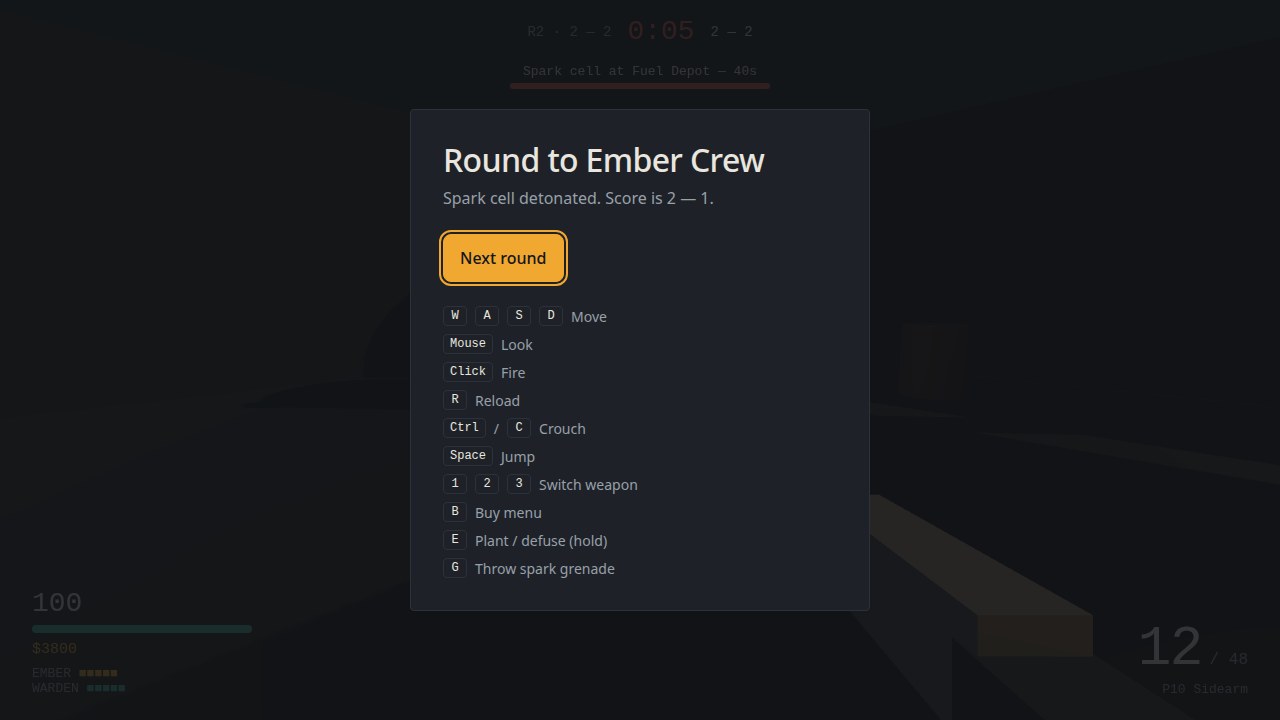 R2 · 2 — 2 0:05 2 — 2
Spark cell at Fuel Depot — 40s
Round to Ember Crew
Spark cell detonated. Score is 2 — 1.
Next round
W A S D Move
Mouse Look
Click Fire
R Reload
Ctrl / C Crouch
Space Jump
1 2 3 Switch weapon
B Buy menu
E Plant / defuse (hold)
G Throw spark grenade
100
$3800
EMBER
WARDEN
12 / 48
P10 Sidearm